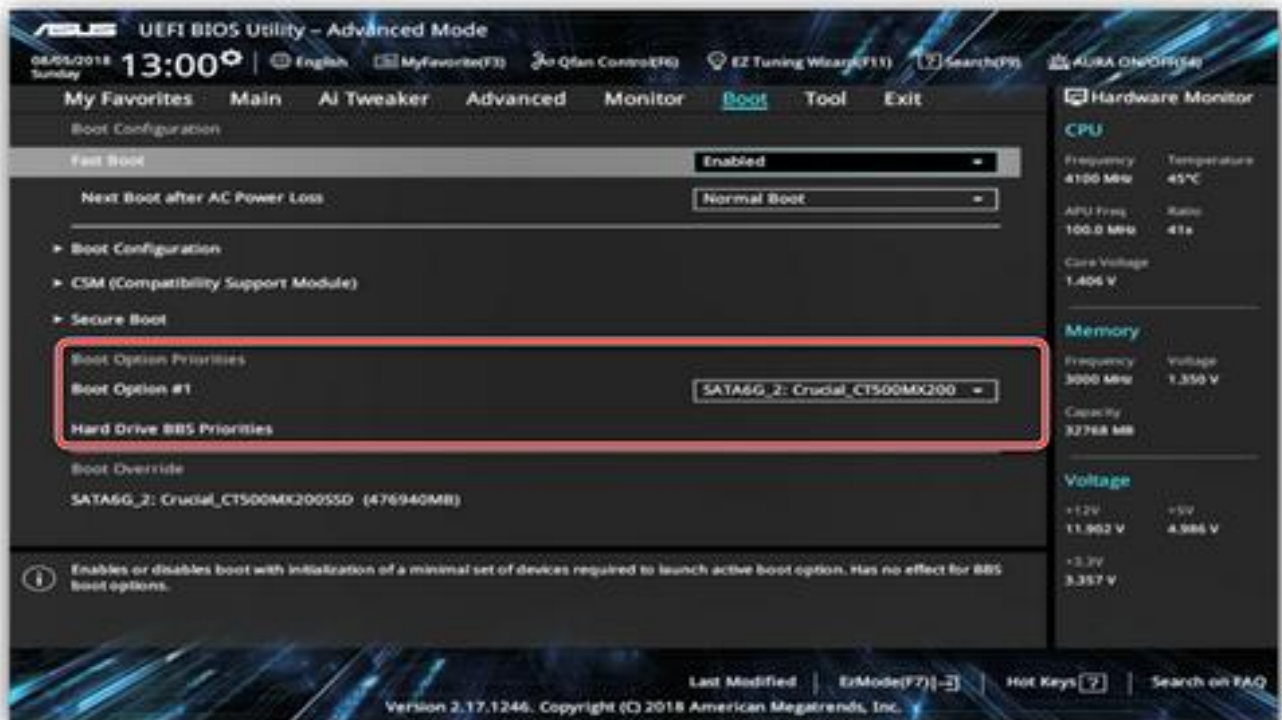 ASUS UEFI BIOS Utility – Advanced Mode
08/05/2018 Sunday 13:00 English MyFavorite(F3) Qfan Control(F6) EZ Tuning Wizard(F11) ? Search(F9) AURA ON/OFF(F4)
My Favorites Main Ai Tweaker Advanced Monitor Boot Tool Exit
Boot Configuration
Fast Boot Enabled
Next Boot after AC Power Loss Normal Boot
Boot Configuration
CSM (Compatibility Support Module)
Secure Boot
Boot Option Priorities
Boot Option #1 SATA6G_2: Crucial_CT500MX200
Hard Drive BBS Priorities
Boot Override
SATA6G_2: Crucial_CT500MX200SSD (476940MB)
Enables or disables boot with initialization of a minimal set of devices required to launch active boot option. Has no effect for BBS
boot options.
Hardware Monitor
CPU
Frequency Temperature
4100 MHz 45°C
APU Freq Ratio
100.0 MHz 41x
Core Voltage
1.406 V
Memory
Frequency Voltage
3000 MHz 1.350 V
Capacity
32768 MB
Voltage
+12V +5V
11.902 V 4.986 V
+3.3V
3.357 V
Last Modified EzMode(F7) Hot Keys ? Search on FAQ
Version 2.17.1246. Copyright (C) 2018 American Megatrends, Inc.